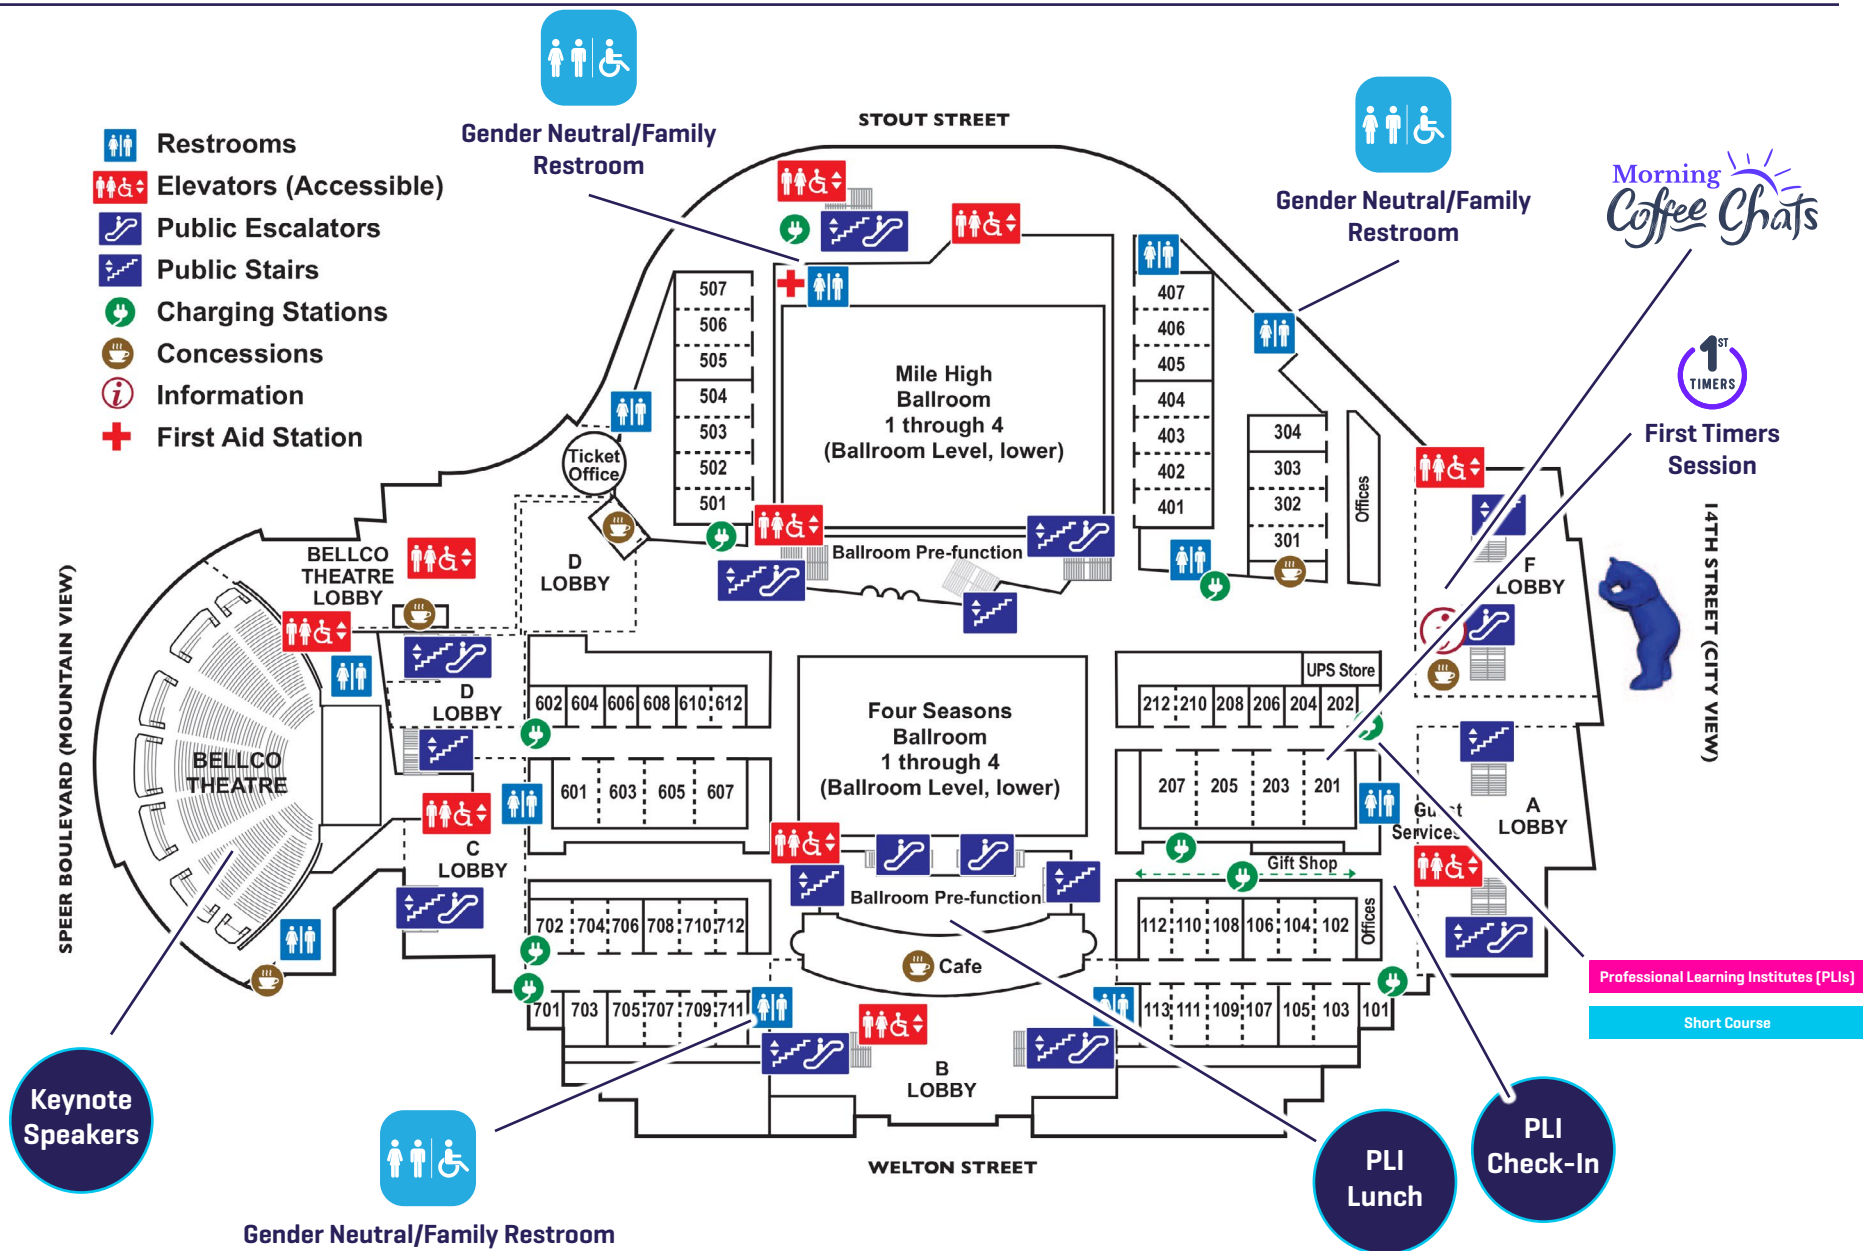 STOUT STREET
Gender Neutral/Family
Restroom
Gender Neutral/Family
Restroom
Morning
Coffee Chats
1ST
TIMERS
First Timers
Session
Restrooms
Elevators (Accessible)
Public Escalators
Public Stairs
Charging Stations
Concessions
i Information
First Aid Station
507
506
505
504
503
502
501
Mile High
Ballroom
1 through 4
(Ballroom Level, lower)
407
406
405
404
403
402
401
304
303
302
301
Offices
Ticket
Office
BELLCO
THEATRE
LOBBY
D
LOBBY
Ballroom Pre-function
F
LOBBY
14TH STREET (CITY VIEW)
SPEER BOULEVARD (MOUNTAIN VIEW)
D
LOBBY
602 604 606 608 610 612
Four Seasons
Ballroom
1 through 4
(Ballroom Level, lower)
UPS Store
212 210 208 206 204 202
BELLCO
THEATRE
601 603 605 607
207 205 203 201
Guest
Services
A
LOBBY
C
LOBBY
Gift Shop
Ballroom Pre-function
702 704 706 708 710 712
112 110 108 106 104 102
Offices
Cafe
701 703 705 707 709 711
113 111 109 107 105 103 101
B
LOBBY
Professional Learning Institutes (PLIs)
Short Course
Keynote
Speakers
PLI
Lunch
PLI
Check-In
WELTON STREET
Gender Neutral/Family Restroom